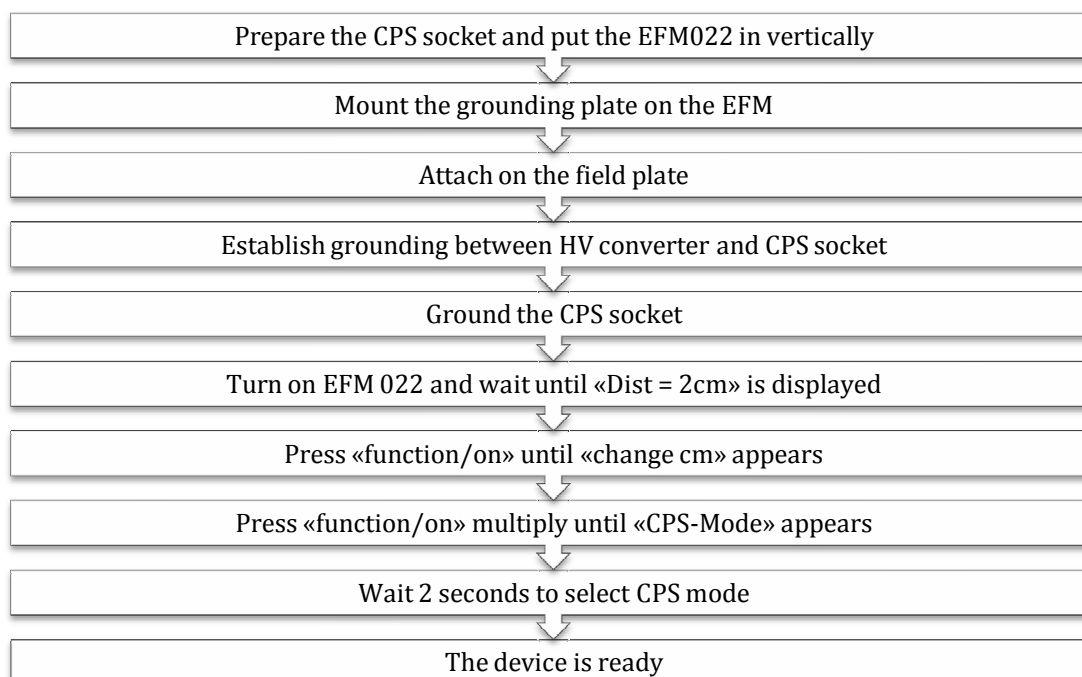 Prepare the CPS socket and put the EFM022 in vertically
Mount the grounding plate on the EFM
Attach on the field plate
Establish grounding between HV converter and CPS socket
Ground the CPS socket
Turn on EFM 022 and wait until «Dist = 2cm» is displayed
Press «function/on» until «change cm» appears
Press «function/on» multiply until «CPS-Mode» appears
Wait 2 seconds to select CPS mode
The device is ready